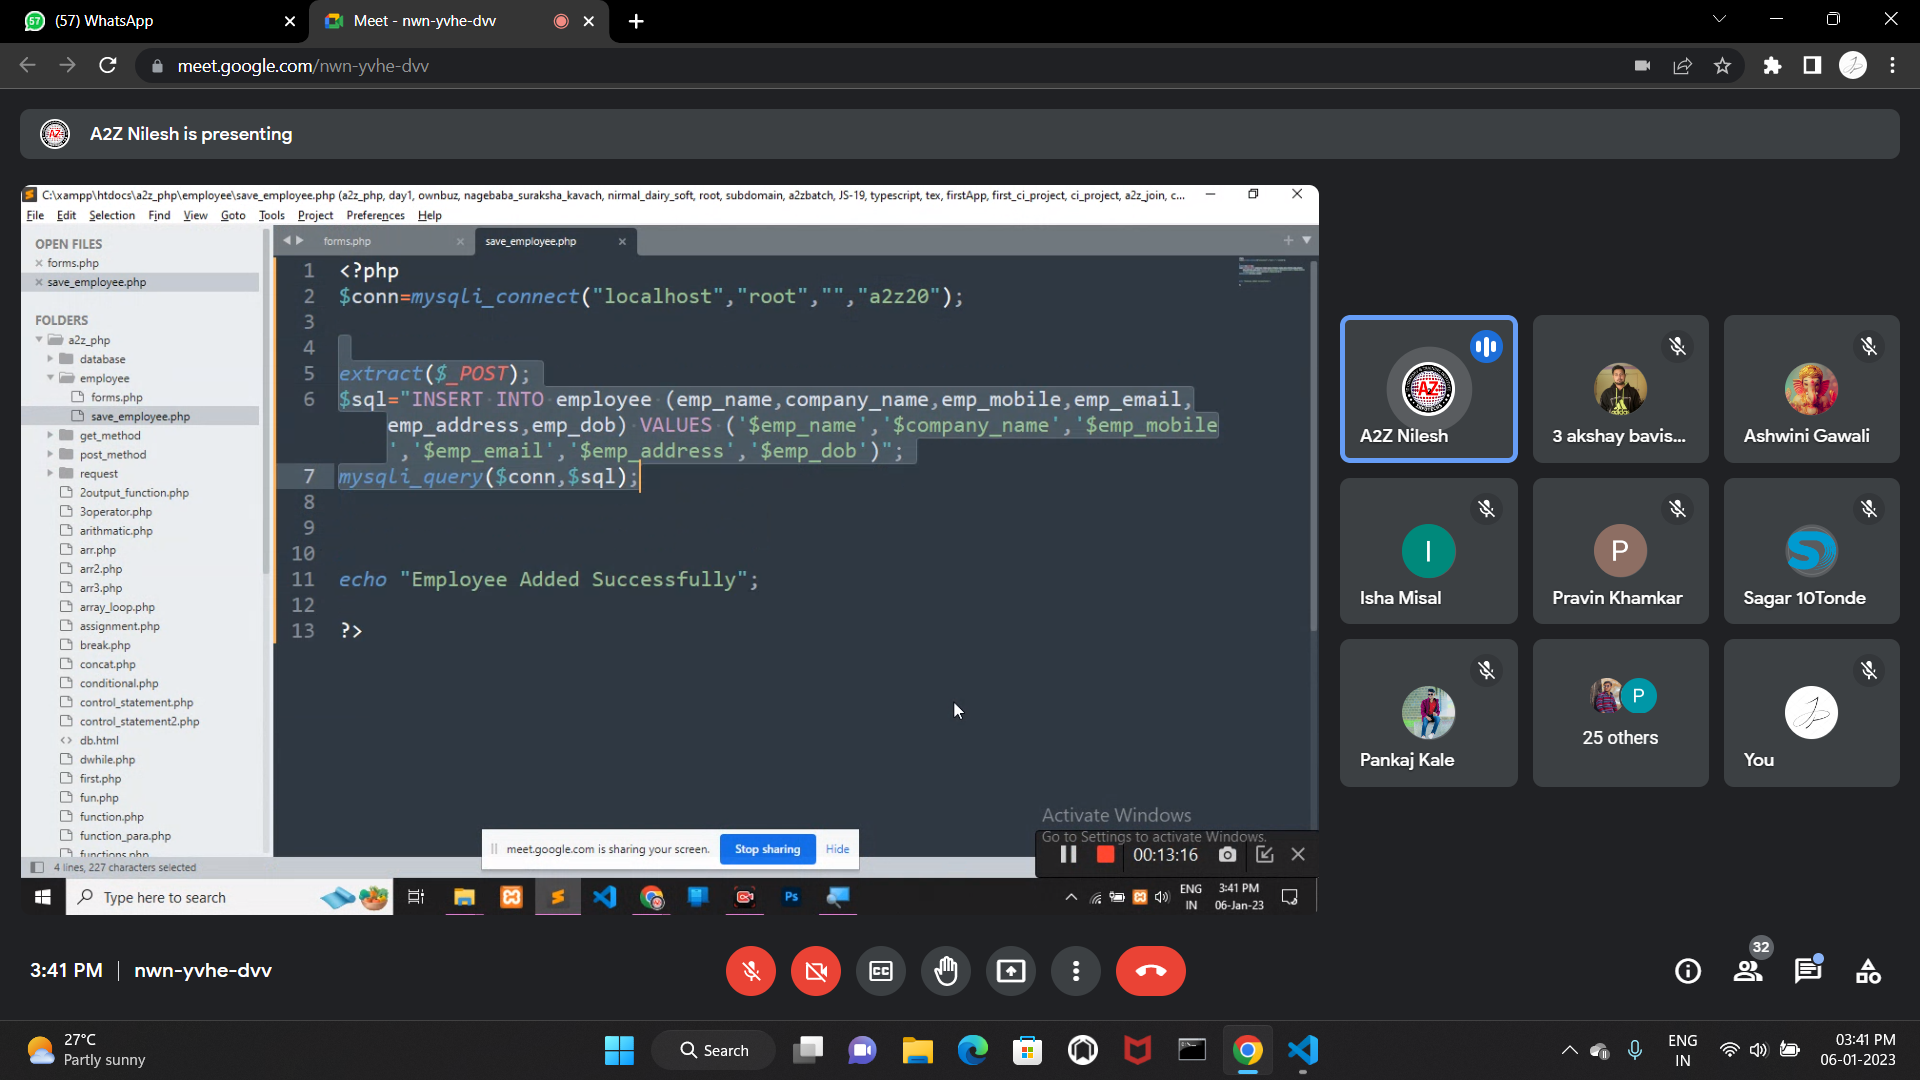 (57) WhatsApp
Meet - nwn-yvhe-dvv
meet.google.com/nwn-yvhe-dvv
A2Z Nilesh is presenting
C:\xampp\htdocs\a2z_php\employee\save_employee.php (a2z_php, day1, ownbuz, nagebaba_suraksha_kavach, nirmal_dairy_soft, root, subdomain, a2zbatch, JS-19, typescript, tex, firstApp, first_ci_project, ci_project, a2z_join, c...
File Edit Selection Find View Goto Tools Project Preferences Help
OPEN FILES
forms.php
save_employee.php
FOLDERS
a2z_php
database
employee
forms.php
save_employee.php
get_method
post_method
request
2output_function.php
3operator.php
arithmatic.php
arr.php
arr2.php
arr3.php
array_loop.php
assignment.php
break.php
concat.php
conditional.php
control_statement.php
control_statement2.php
db.html
dwhile.php
first.php
fun.php
function.php
function_para.php
functions.php
forms.php
save_employee.php
1 <?php
2 $conn=mysqli_connect("localhost","root","","a2z20");
3
4
5 extract($_POST);
6 $sql="INSERT INTO employee (emp_name,company_name,emp_mobile,emp_email,
emp_address,emp_dob) VALUES ('$emp_name','$company_name','$emp_mobile
','$emp_email','$emp_address','$emp_dob')";
7 mysqli_query($conn,$sql);
8
9
10
11 echo "Employee Added Successfully";
12
13 ?>
Activate Windows
Go to Settings to activate Windows.
meet.google.com is sharing your screen.
Stop sharing
Hide
00:13:16
4 lines, 227 characters selected
Type here to search
Ps
ENG
IN
3:41 PM
06-Jan-23
AZ
A2Z Nilesh
3 akshay bavis...
Ashwini Gawali
I
Isha Misal
P
Pravin Khamkar
Sagar 10Tonde
Pankaj Kale
P
25 others
You
3:41 PM | nwn-yvhe-dvv
CC
32
27°C
Partly sunny
Search
ENG
IN
03:41 PM
06-01-2023